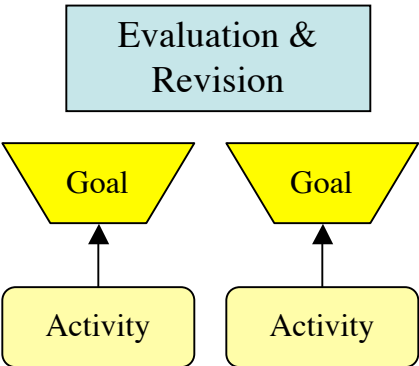 Evaluation &
Revision
Goal
Goal
Activity
Activity